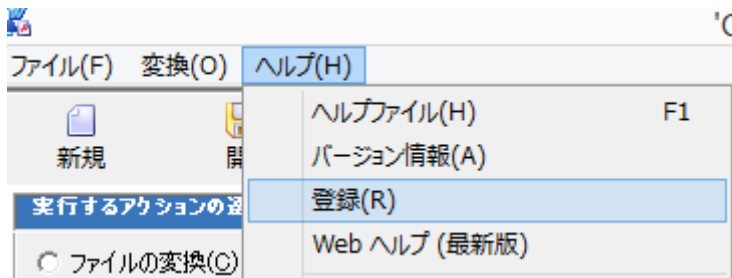 'C
ファイル(F) 変換(O) ヘルプ(H)
ヘルプファイル(H) F1
新規 開
バージョン情報(A)
実行するアクションの選
登録(R)
ファイルの変換(C)
Web ヘルプ (最新版)